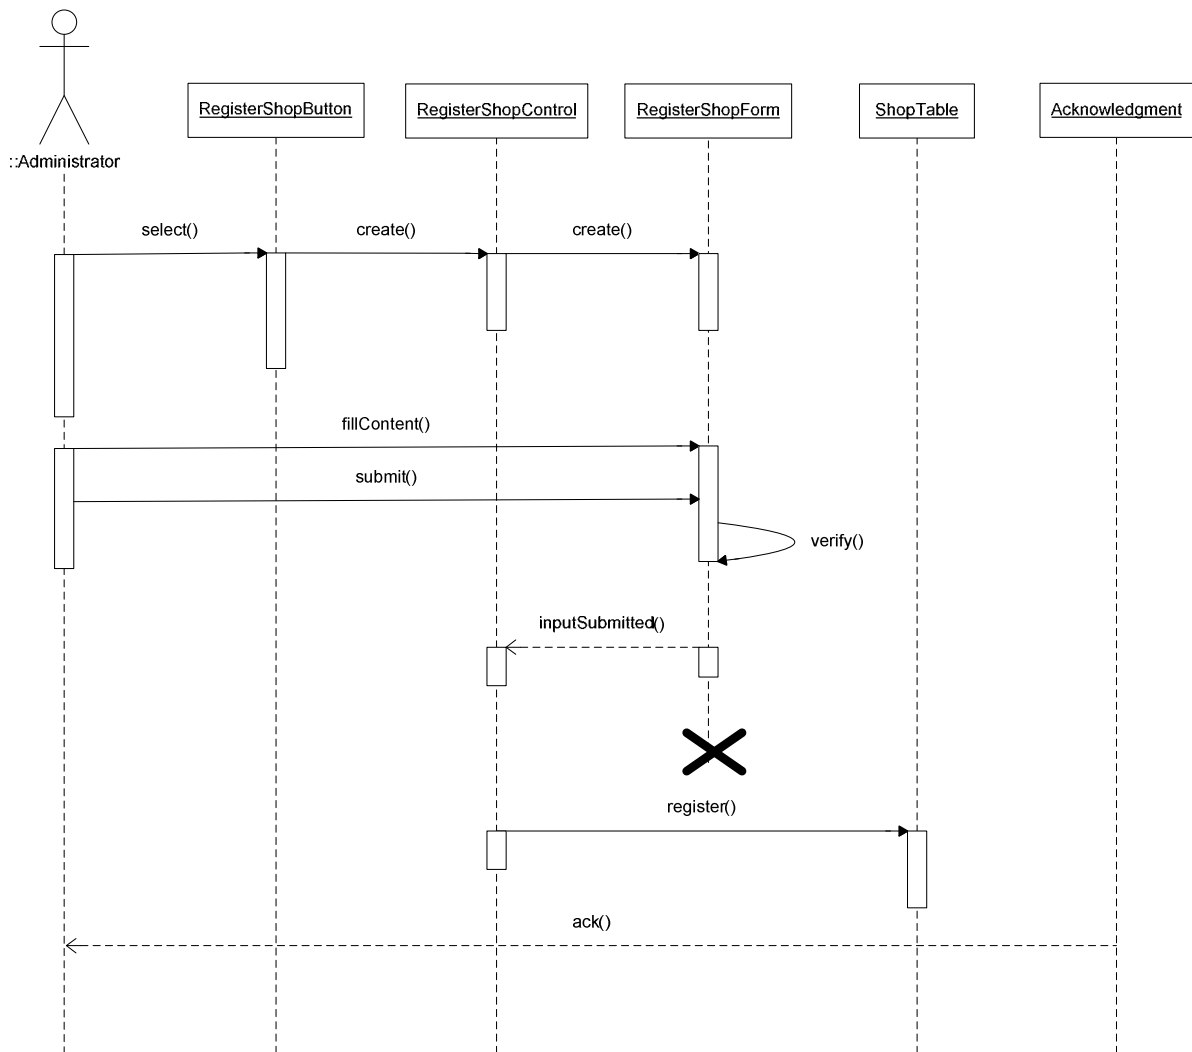 RegisterShopButton
RegisterShopControl
RegisterShopForm
ShopTable
Acknowledgment
::Administrator
select()
create()
create()
fillContent()
submit()
verify()
inputSubmitted()
register()
ack()